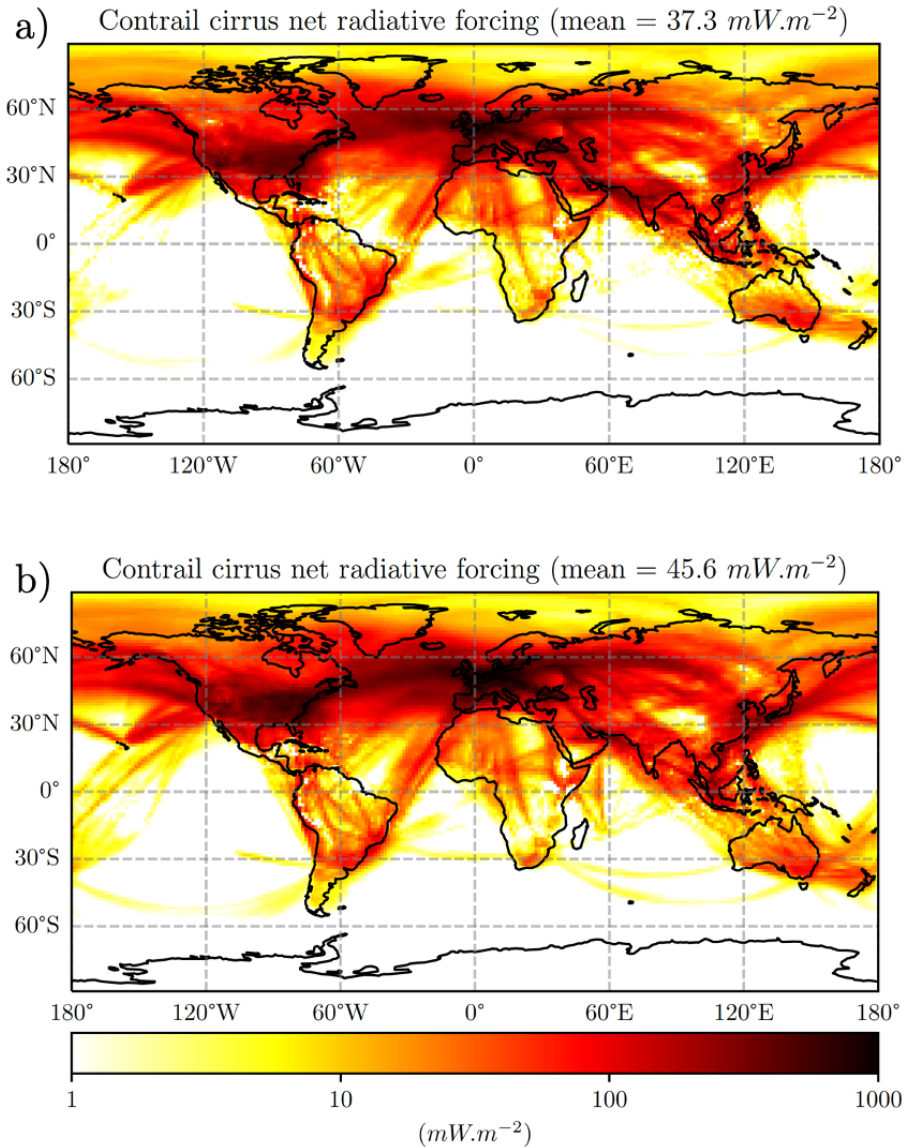 a) Contrail cirrus net radiative forcing (mean = 37.3 mW.m⁻²)
60°N
30°N
0°
30°S
60°S
180° 120°W 60°W 0° 60°E 120°E 180°
b) Contrail cirrus net radiative forcing (mean = 45.6 mW.m⁻²)
60°N
30°N
0°
30°S
60°S
180° 120°W 60°W 0° 60°E 120°E 180°
1 10 100 1000
(mW.m⁻²)